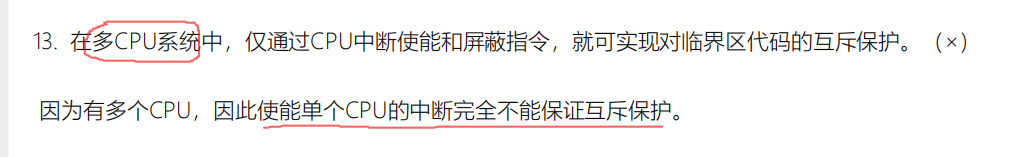 13. 在多CPU系统中，仅通过CPU中断使能和屏蔽指令，就可实现对临界区代码的互斥保护。（×）
因为有多个CPU，因此使能单个CPU的中断完全不能保证互斥保护。